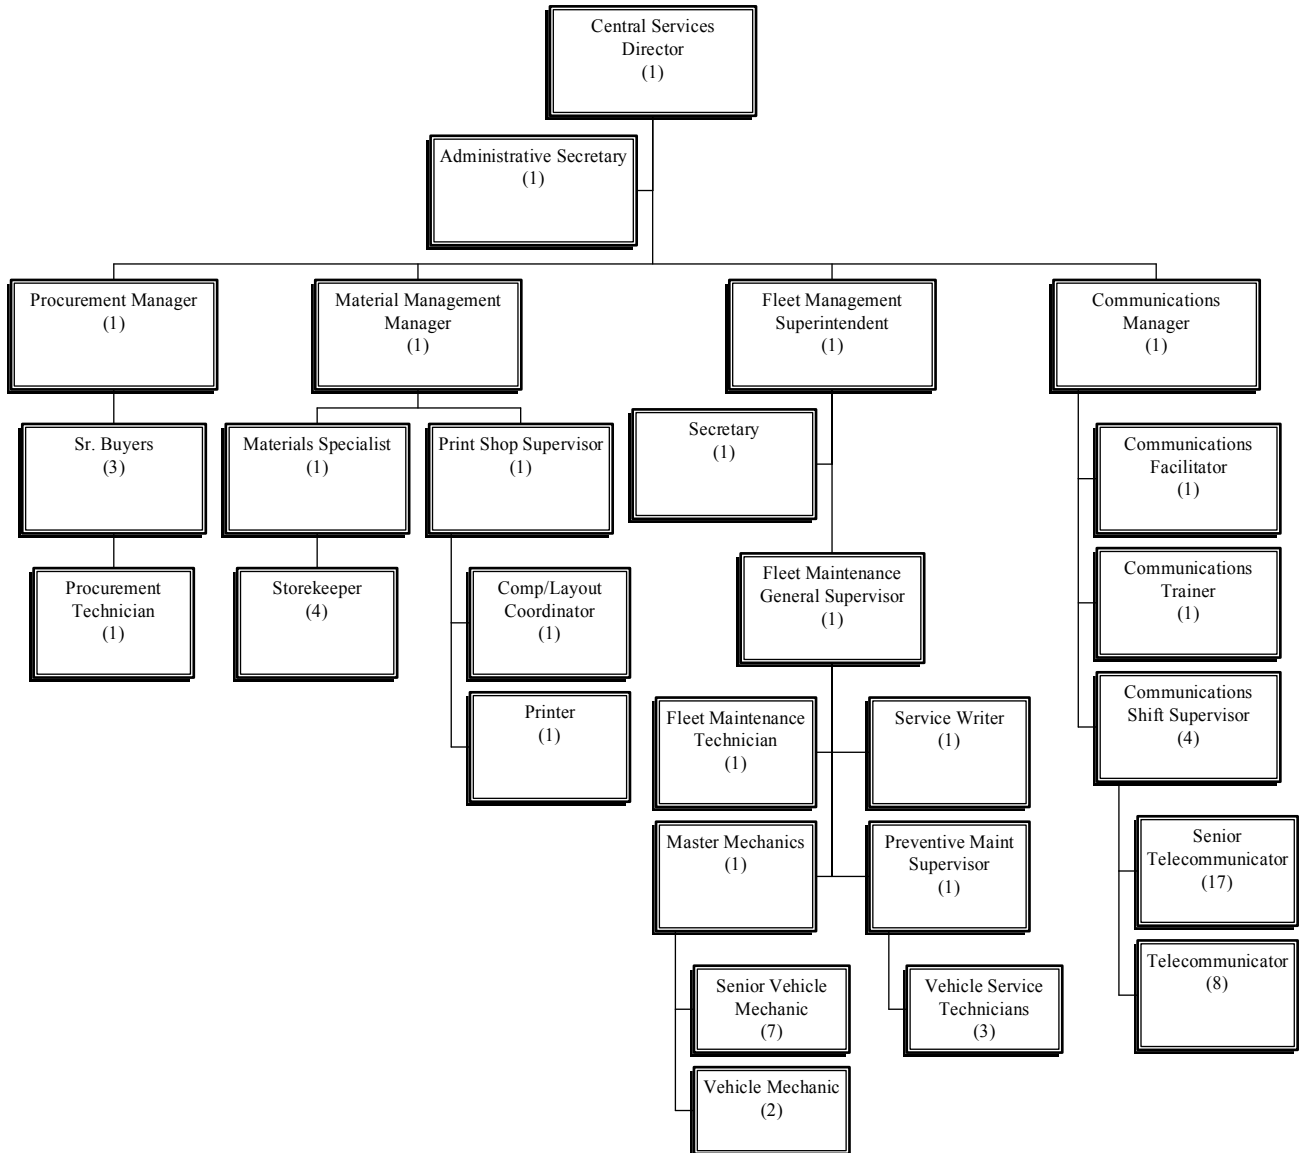 Central Services
Director
(1)
Administrative Secretary
(1)
Procurement Manager
(1)
Material Management
Manager
(1)
Fleet Management
Superintendent
(1)
Communications
Manager
(1)
Sr. Buyers
(3)
Materials Specialist
(1)
Print Shop Supervisor
(1)
Secretary
(1)
Communications
Facilitator
(1)
Procurement
Technician
(1)
Storekeeper
(4)
Comp/Layout
Coordinator
(1)
Fleet Maintenance
General Supervisor
(1)
Communications
Trainer
(1)
Printer
(1)
Fleet Maintenance
Technician
(1)
Service Writer
(1)
Communications
Shift Supervisor
(4)
Master Mechanics
(1)
Preventive Maint
Supervisor
(1)
Senior
Telecommunicator
(17)
Senior Vehicle
Mechanic
(7)
Vehicle Service
Technicians
(3)
Telecommunicator
(8)
Vehicle Mechanic
(2)